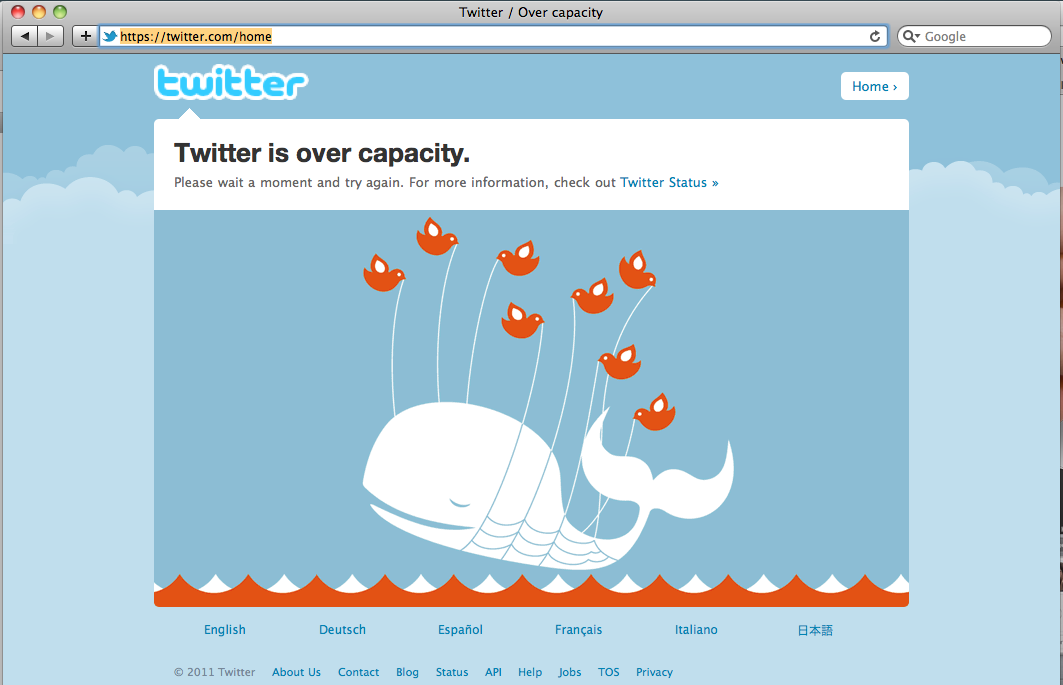 Twitter / Over capacity
https://twitter.com/home
Google
twitter
Home ›
Twitter is over capacity.
Please wait a moment and try again. For more information, check out Twitter Status »
English Deutsch Español Français Italiano 日本語
© 2011 Twitter About Us Contact Blog Status API Help Jobs TOS Privacy